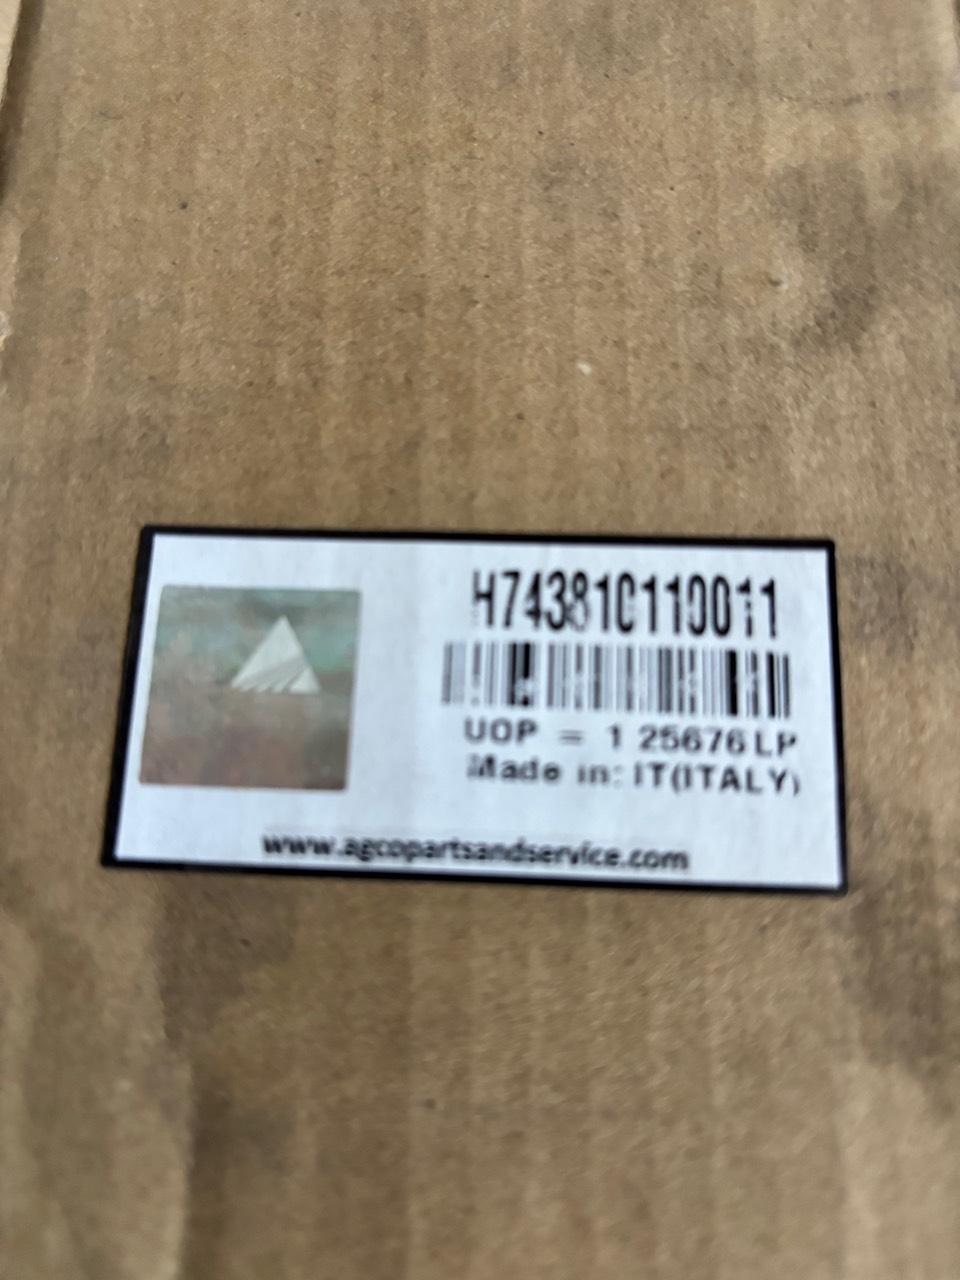 H743810110011
UOP = 1 25676 LP
Made in: IT(ITALY)
www.agcopartsandservice.com